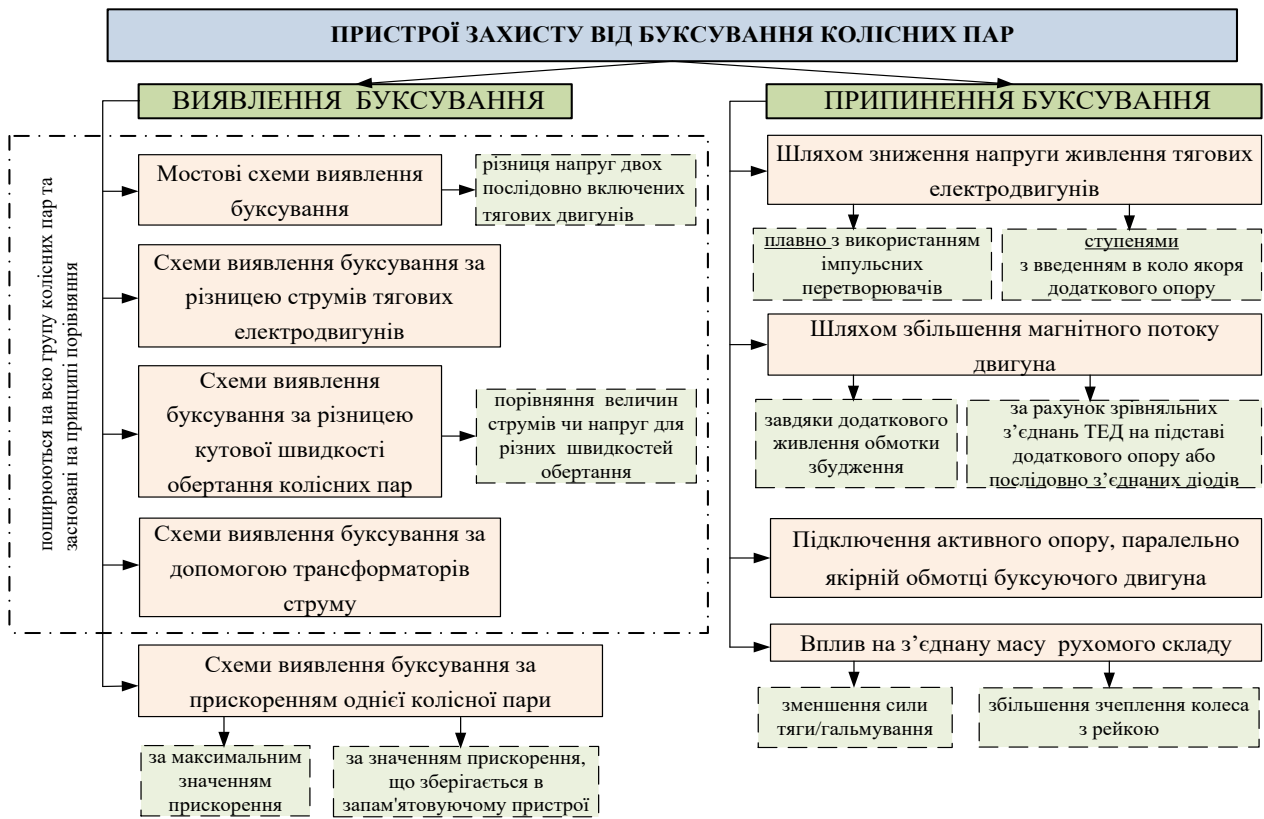 ПРИСТРОЇ ЗАХИСТУ ВІД БУКСУВАННЯ КОЛІСНИХ ПАР
ВИЯВЛЕННЯ БУКСУВАННЯ
поширюються на всю групу колісних пар та
засновані на принципі порівняння
Мостові схеми виявлення
буксування
різниця напруг двох
послідовно включених
тягових двигунів
Схеми виявлення буксування за
різницею струмів тягових
електродвигунів
Схеми виявлення
буксування за різницею
кутової швидкості
обертання колісних пар
порівняння величин
струмів чи напруг для
різних швидкостей
обертання
Схеми виявлення буксування за
допомогою трансформаторів
струму
Схеми виявлення буксування за
прискоренням однієї колісної пари
за максимальним
значенням
прискорення
за значенням прискорення,
що зберігається в
запам'ятовуючому пристрої
ПРИПИНЕННЯ БУКСУВАННЯ
Шляхом зниження напруги живлення тягових
електродвигунів
плавно з використанням
імпульсних
перетворювачів
ступенями
з введенням в коло якоря
додаткового опору
Шляхом збільшення магнітного потоку
двигуна
завдяки додаткового
живлення обмотки
збудження
за рахунок зрівняльних
з’єднань ТЕД на підставі
додаткового опору або
послідовно з’єднаних діодів
Підключення активного опору, паралельно
якірній обмотці буксуючого двигуна
Вплив на з’єднану масу рухомого складу
зменшення сили
тяги/гальмування
збільшення зчеплення колеса
з рейкою